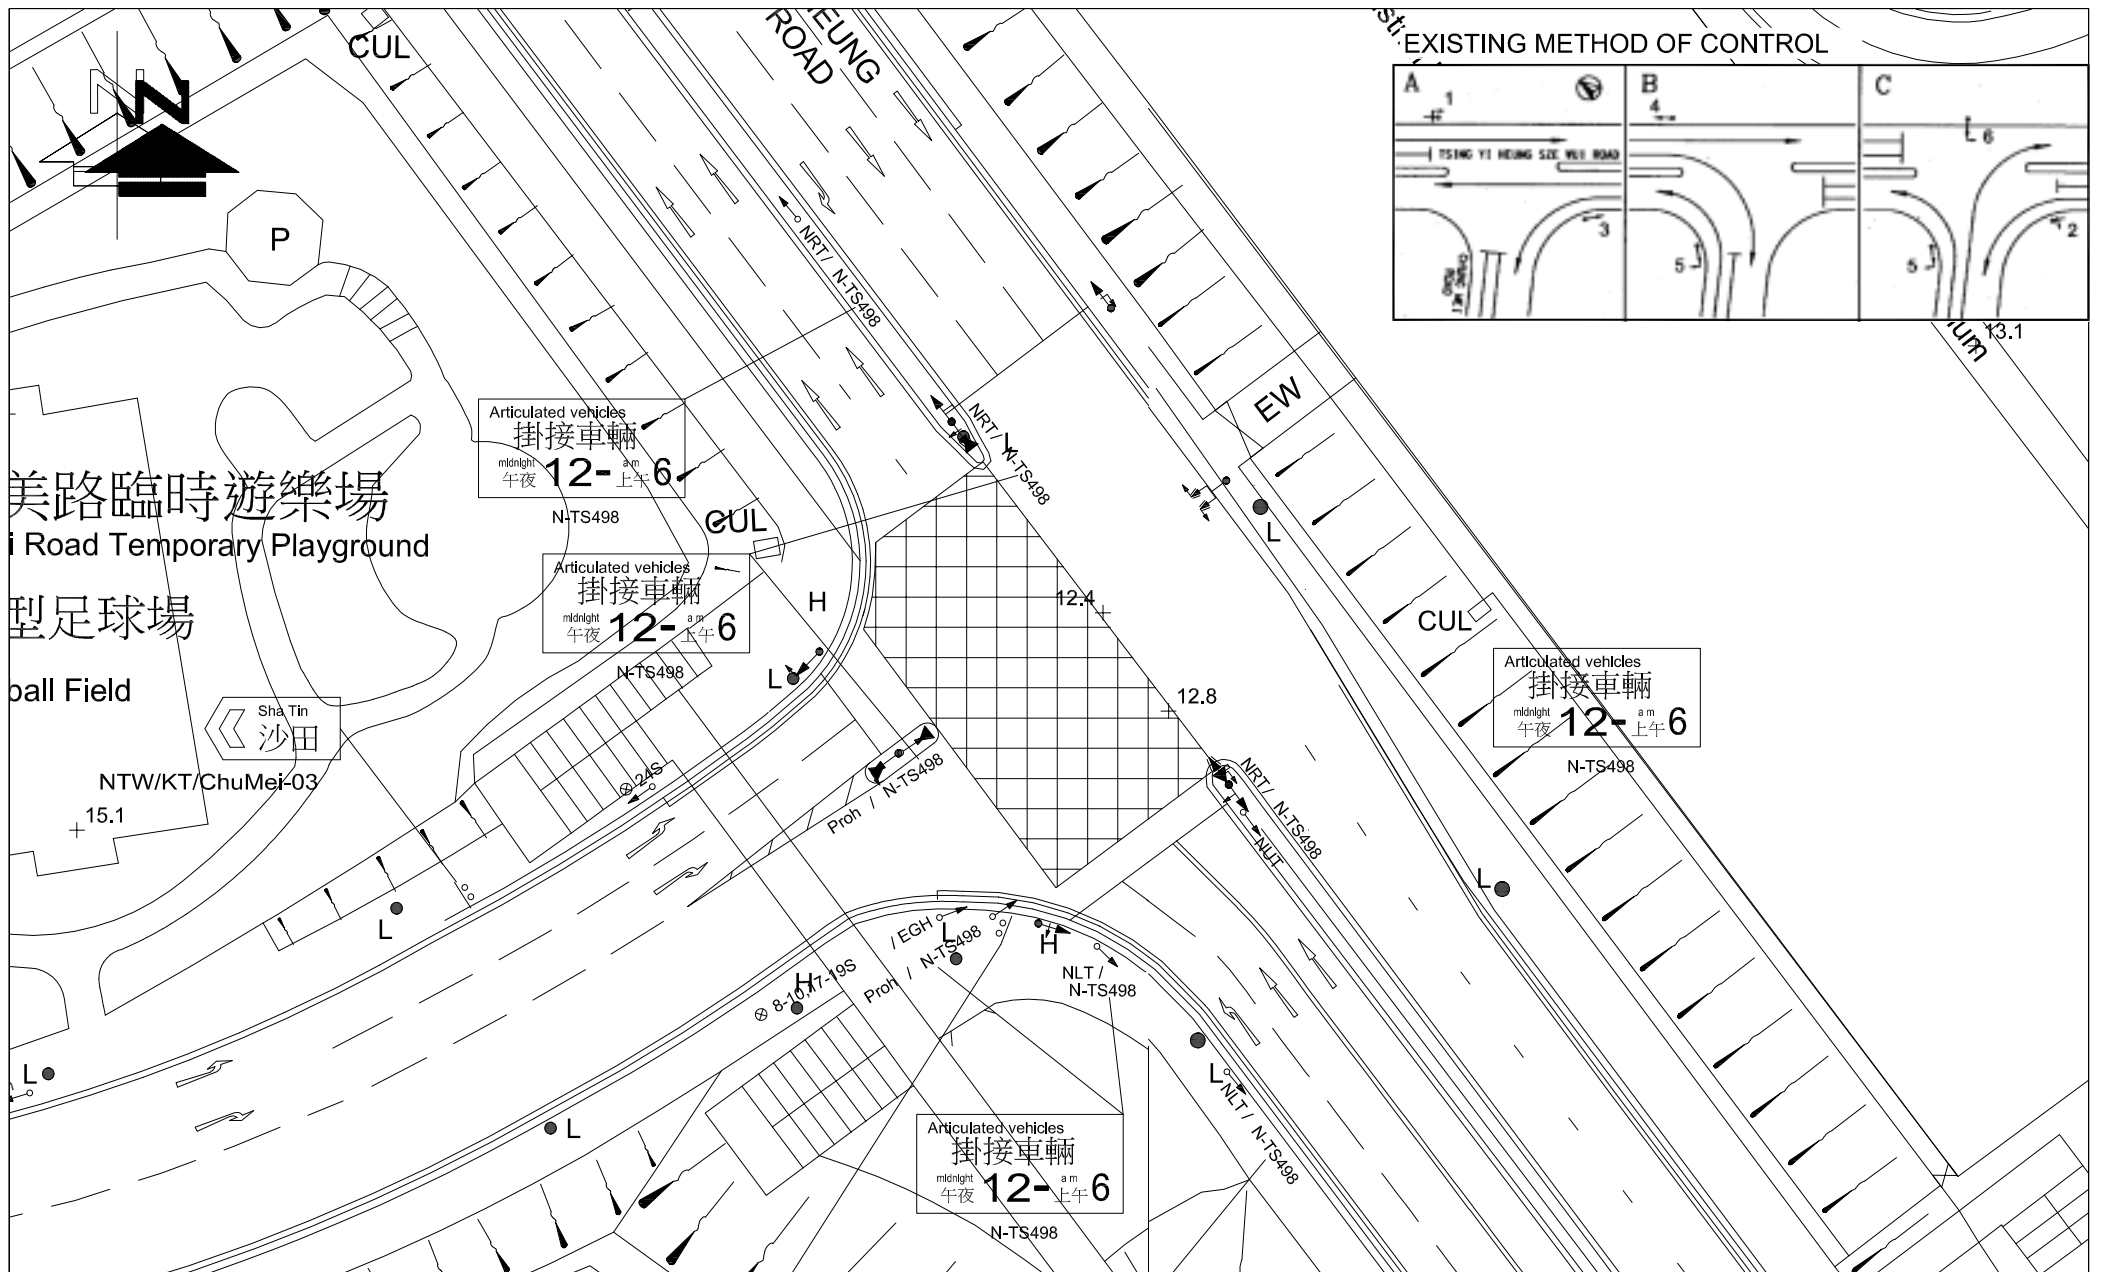 CUL
HEUNG
ROAD
EXISTING METHOD OF CONTROL
A
1
B
4
C
6
TSING YI HEUNG SZE WUI ROAD
3
5
5
2
CHUNG MEI
ROAD
13.1
N
P
NRT / N-TS498
EW
Articulated vehicles
掛接車輛
midnight
午夜
12-
a m
上午
6
N-TS498
NRT / N-TS498
L
美路臨時遊樂場
i Road Temporary Playground
CUL
L
Articulated vehicles
掛接車輛
midnight
午夜
12-
a m
上午
6
N-TS498
型足球場
H
12.4
CUL
ball Field
L
12.8
Articulated vehicles
掛接車輛
midnight
午夜
12-
a m
上午
6
N-TS498
Sha Tin
沙田
NTW/KT/ChuMei-03
24S
15.1
Proh / N-TS498
NRT / N-TS498
NUT
L
L
/ EGH
L
H
Proh / N-TS498
NLT /
N-TS498
H
8-10,17-19S
L
L
L
NLT / N-TS498
Articulated vehicles
掛接車輛
midnight
午夜
12-
a m
上午
6
N-TS498